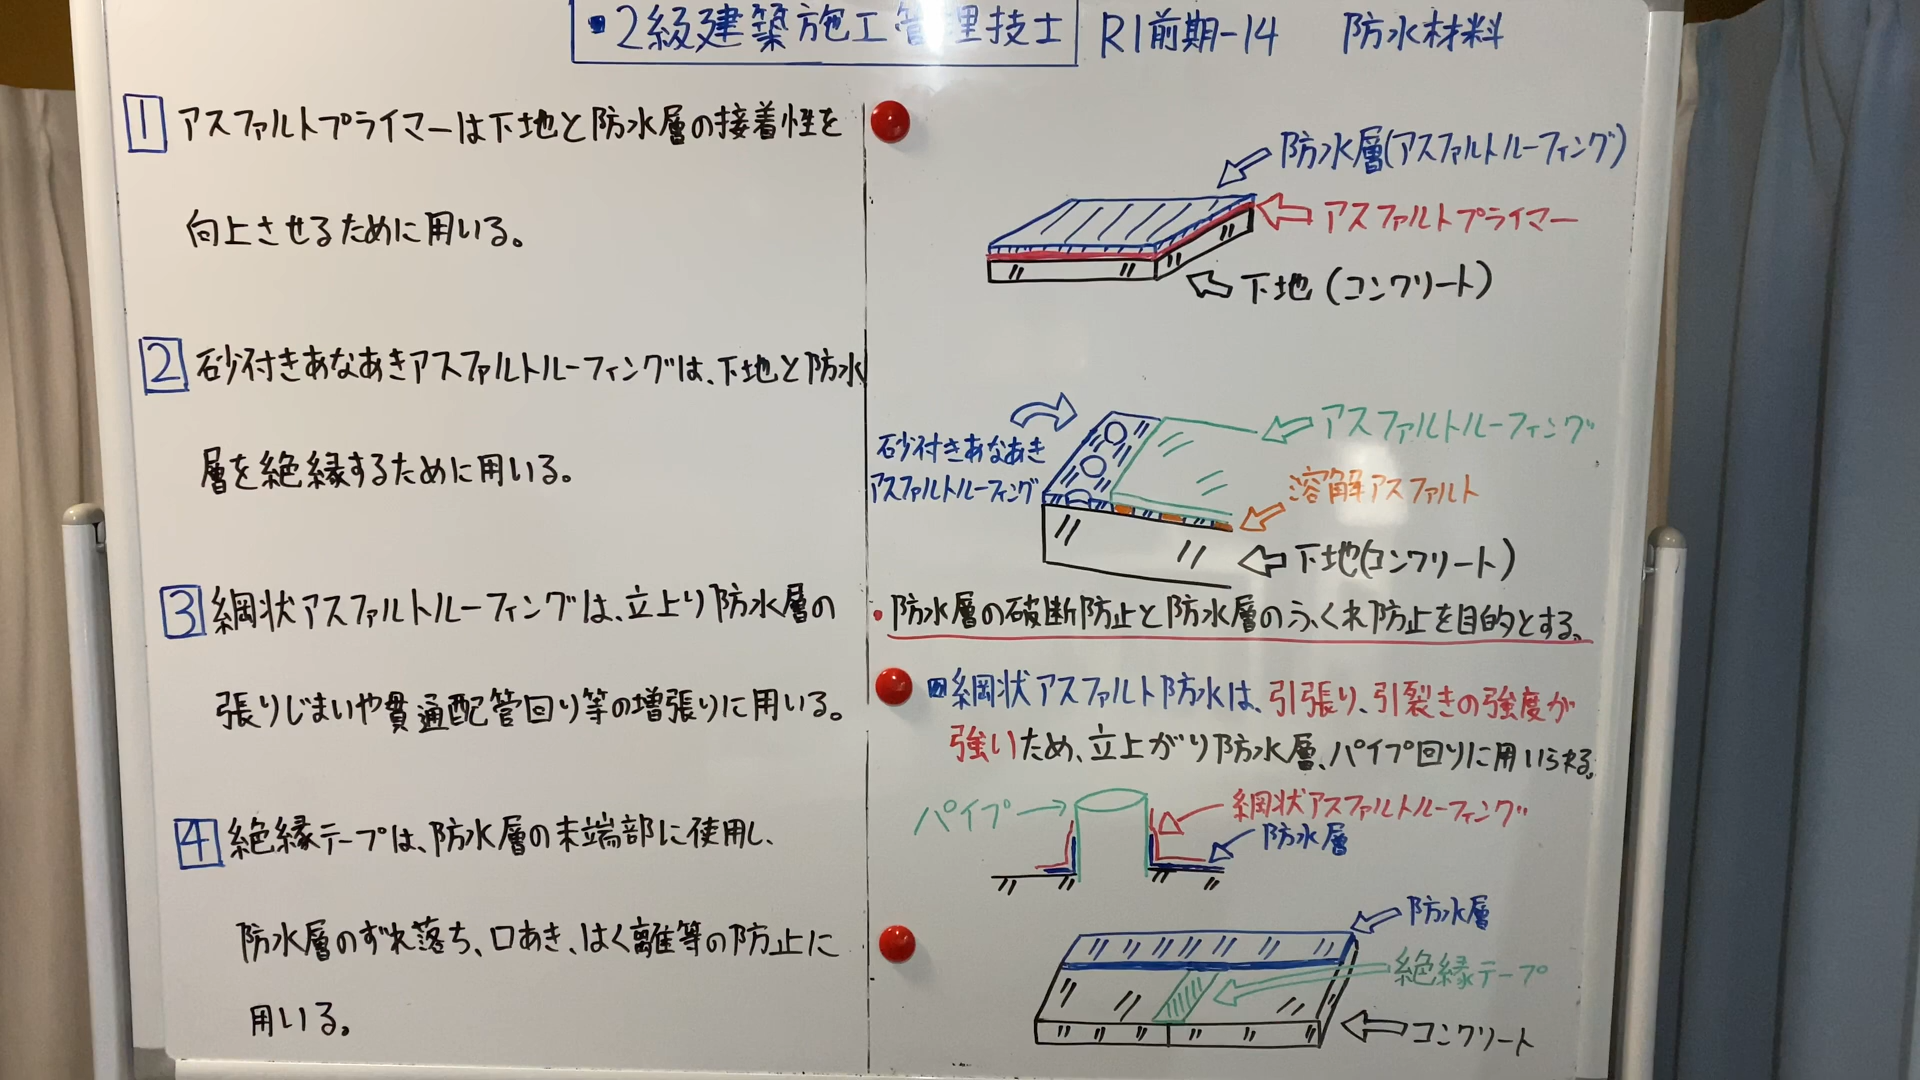 ・2級建築施工管理技士 R1前期-14 防水材料
1 アスファルトプライマーは下地と防水層の接着性を
向上させるために用いる。
2 砂付きあなあきアスファルトルーフィングは、下地と防水
層を絶縁するために用いる。
3 網状アスファルトルーフィングは、立上り防水層の
張りじまいや貫通配管回り等の増張りに用いる。
4 絶縁テープは、防水層の末端部に使用し、
防水層のずれ落ち、口あき、はく離等の防止に
用いる。
防水層(アスファルトルーフィング)
アスファルトプライマー
下地(コンクリート)
砂付きあなあき
アスファルトルーフィング
アスファルトルーフィング
溶解アスファルト
下地(コンクリート)
・防水層の破断防止と防水層のふくれ防止を目的とする。
網状アスファルト防水は、引張り、引裂きの強度が
強いため、立上がり防水層、パイプ回りに用いられる。
パイプ
網状アスファルトルーフィング
防水層
防水層
絶縁テープ
コンクリート